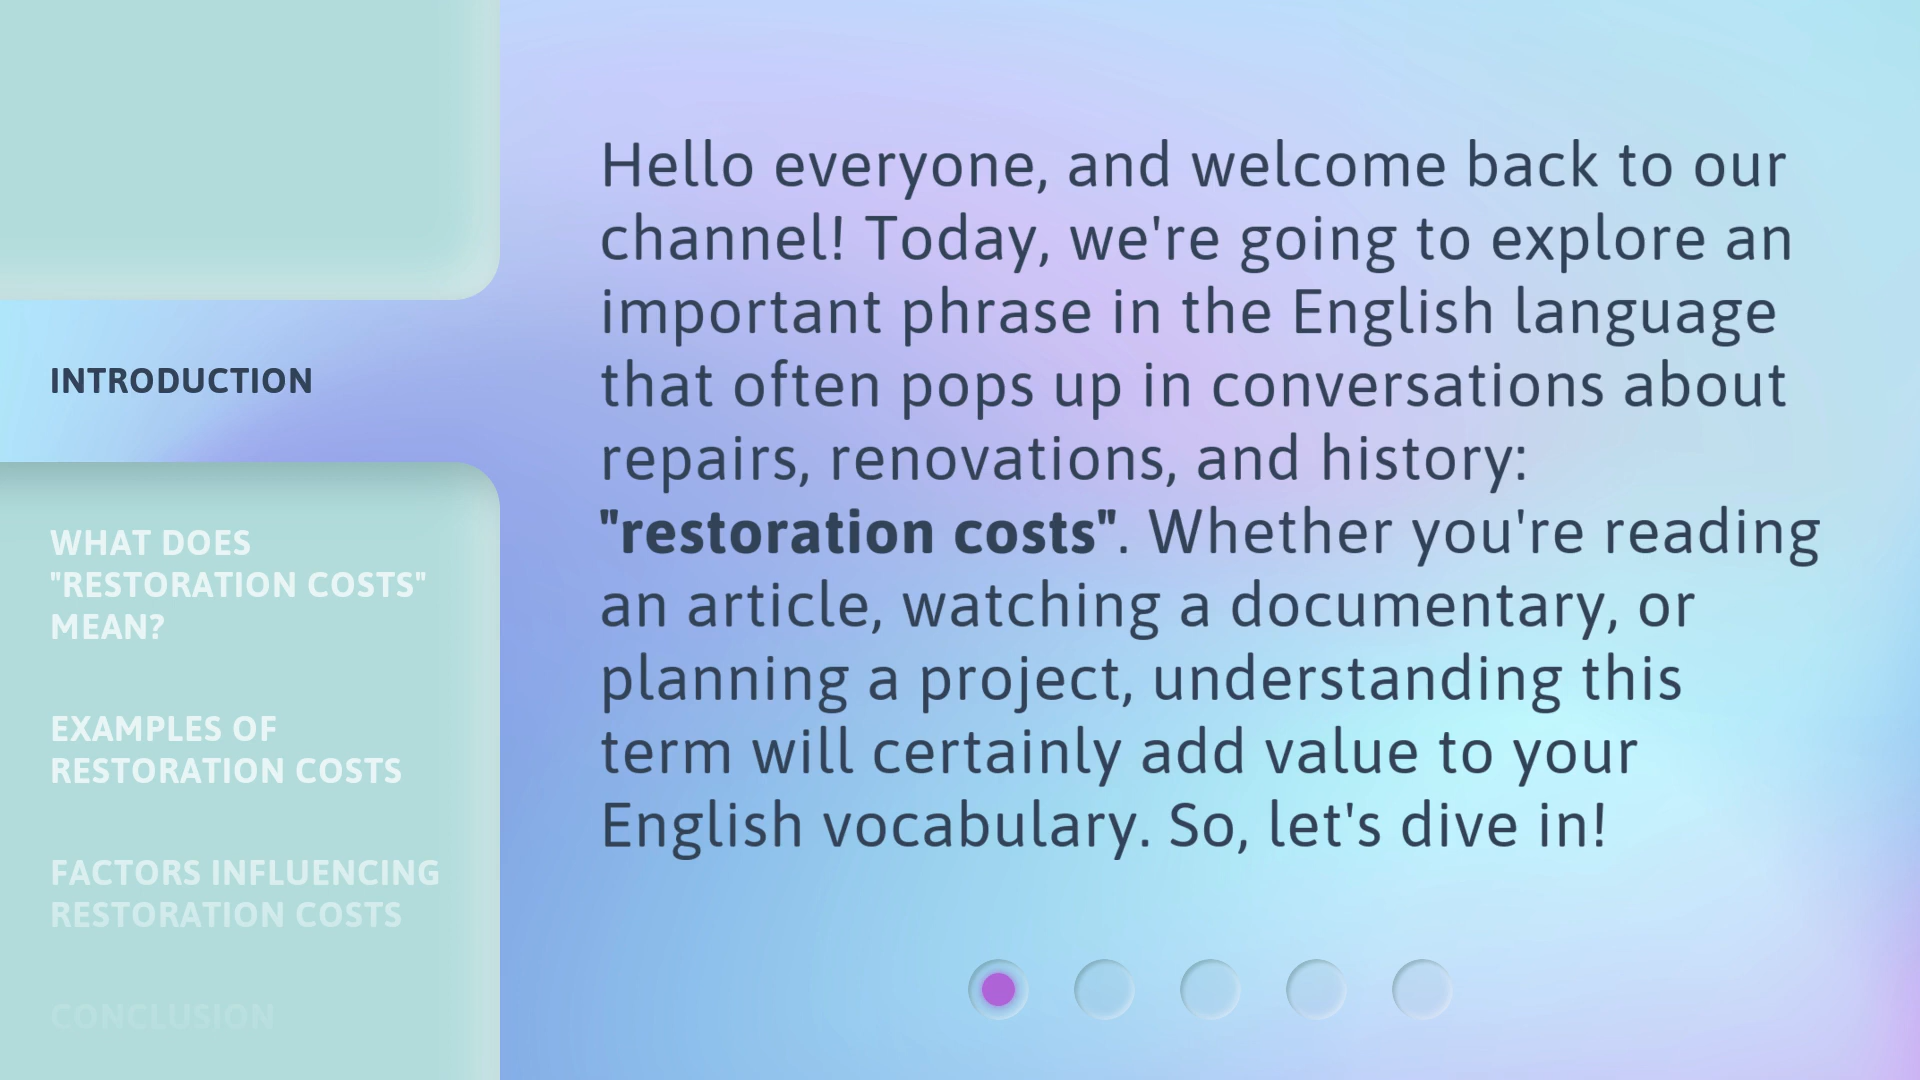 INTRODUCTION
WHAT DOES
"RESTORATION COSTS"
MEAN?
EXAMPLES OF
RESTORATION COSTS
FACTORS INFLUENCING
RESTORATION COSTS
CONCLUSION
Hello everyone, and welcome back to our
channel! Today, we're going to explore an
important phrase in the English language
that often pops up in conversations about
repairs, renovations, and history:
"restoration costs". Whether you're reading
an article, watching a documentary, or
planning a project, understanding this
term will certainly add value to your
English vocabulary. So, let's dive in!